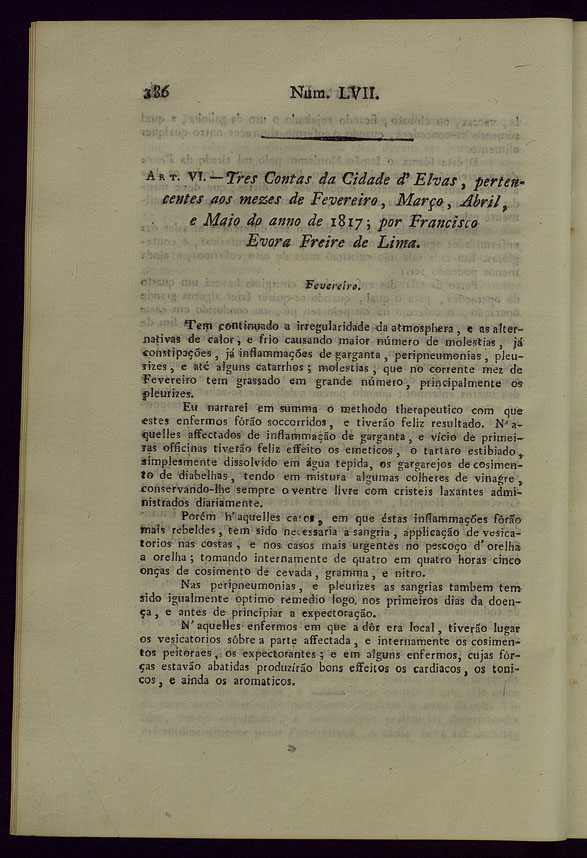 386 Num. LVII.
ART. VI. — Tres Contas da Cidade d' Elvas, perten-
centes aos mezes de Fevereiro, Março, Abril,
e Maio do anno de 1817; por Francisco
Evora Freire de Lima.
Fevereiro.
Tem continuado a irregularidade da atmosphera, e as alter-
nativas de calor, e frio causando maior número de molestias, já
constipações, já inflammações de garganta, peripneumonias, pleu-
rizes, e até alguns catarrhos; molestias, que no corrente mez de
Fevereiro tem grassado em grande número, principalmente os
pleurizes.
Eu narrarei em summa o methodo therapeutico com que
estes enfermos fôrão soccorridos, e tiverão feliz resultado. N' a-
quelles affectados de inflammação de garganta, e vício de primei-
ras officinas tiverão feliz effeito os emeticos, o tartaro estibiado,
simplesmente dissolvido em água tepida, os gargarejos de cosimen-
to de diabelhas, tendo em mistura algumas colheres de vinagre,
conservando-lhe sempre o ventre livre com cristeis laxantes admi-
nistrados diariamente.
Porém n'aquelles casos, em que éstas inflammações fôrão
mais rebeldes, tem sido necessaria a sangria, applicação de vesica-
torios nas costas, e nos casos mais urgentes no pescoço d' orelha
a orelha; tomando internamente de quatro em quatro horas cinco
onças de cosimento de cevada, gramma, e nitro.
Nas peripneumonias, e pleurizes as sangrias tambem tem
sido igualmente optimo remedio logo nos primeiros dias da doen-
ça, e antes de principiar a expectoração.
N' aquelles enfermos em que a dôr era local, tiverão lugar
os vesicatorios sôbre a parte affectada, e internamente os cosimen-
tos peitoraes, os expectorantes; e em alguns enfermos, cujas fôr-
ças estavão abatidas produzírão bons effeitos os cardiacos, os toni-
cos, e ainda os aromaticos.